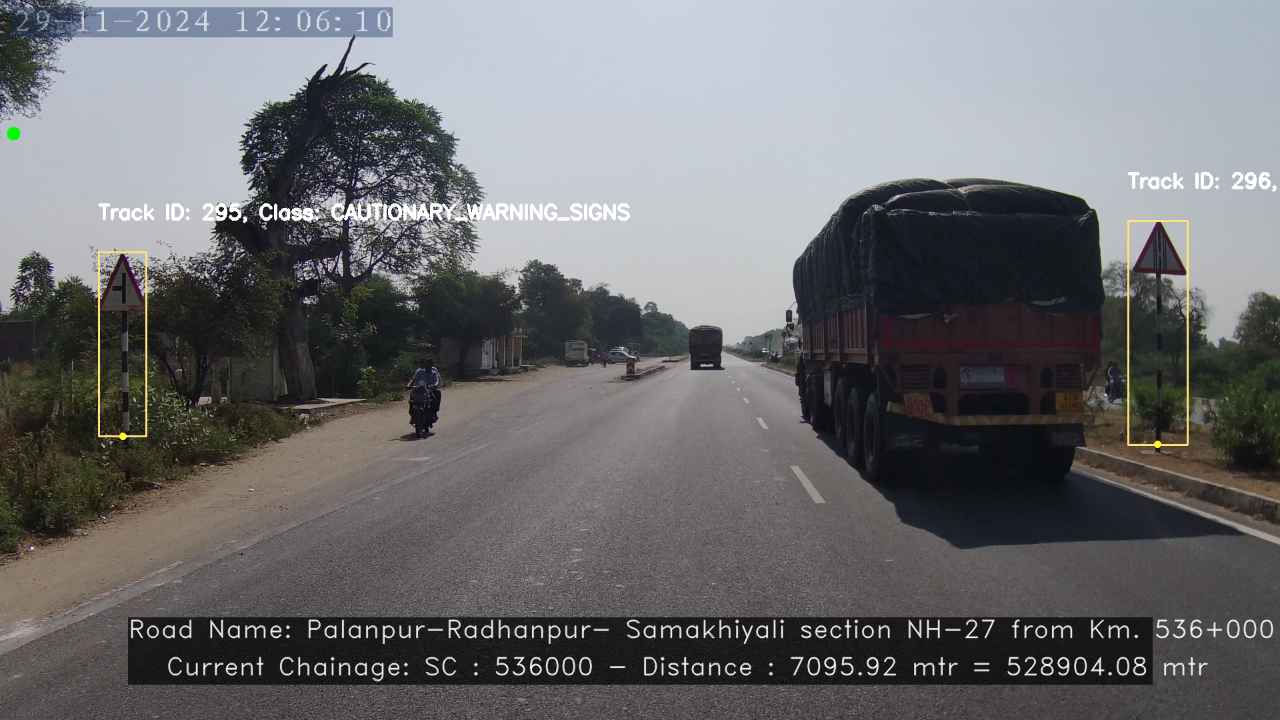 29-11-2024 12:06:10
Track ID: 296,
Track ID: 295, Class: CAUTIONARY_WARNING_SIGNS
Road Name: Palanpur-Radhanpur- Samakhiyali section NH-27 from Km. 536+000
Current Chainage: SC : 536000 - Distance : 7095.92 mtr = 528904.08 mtr